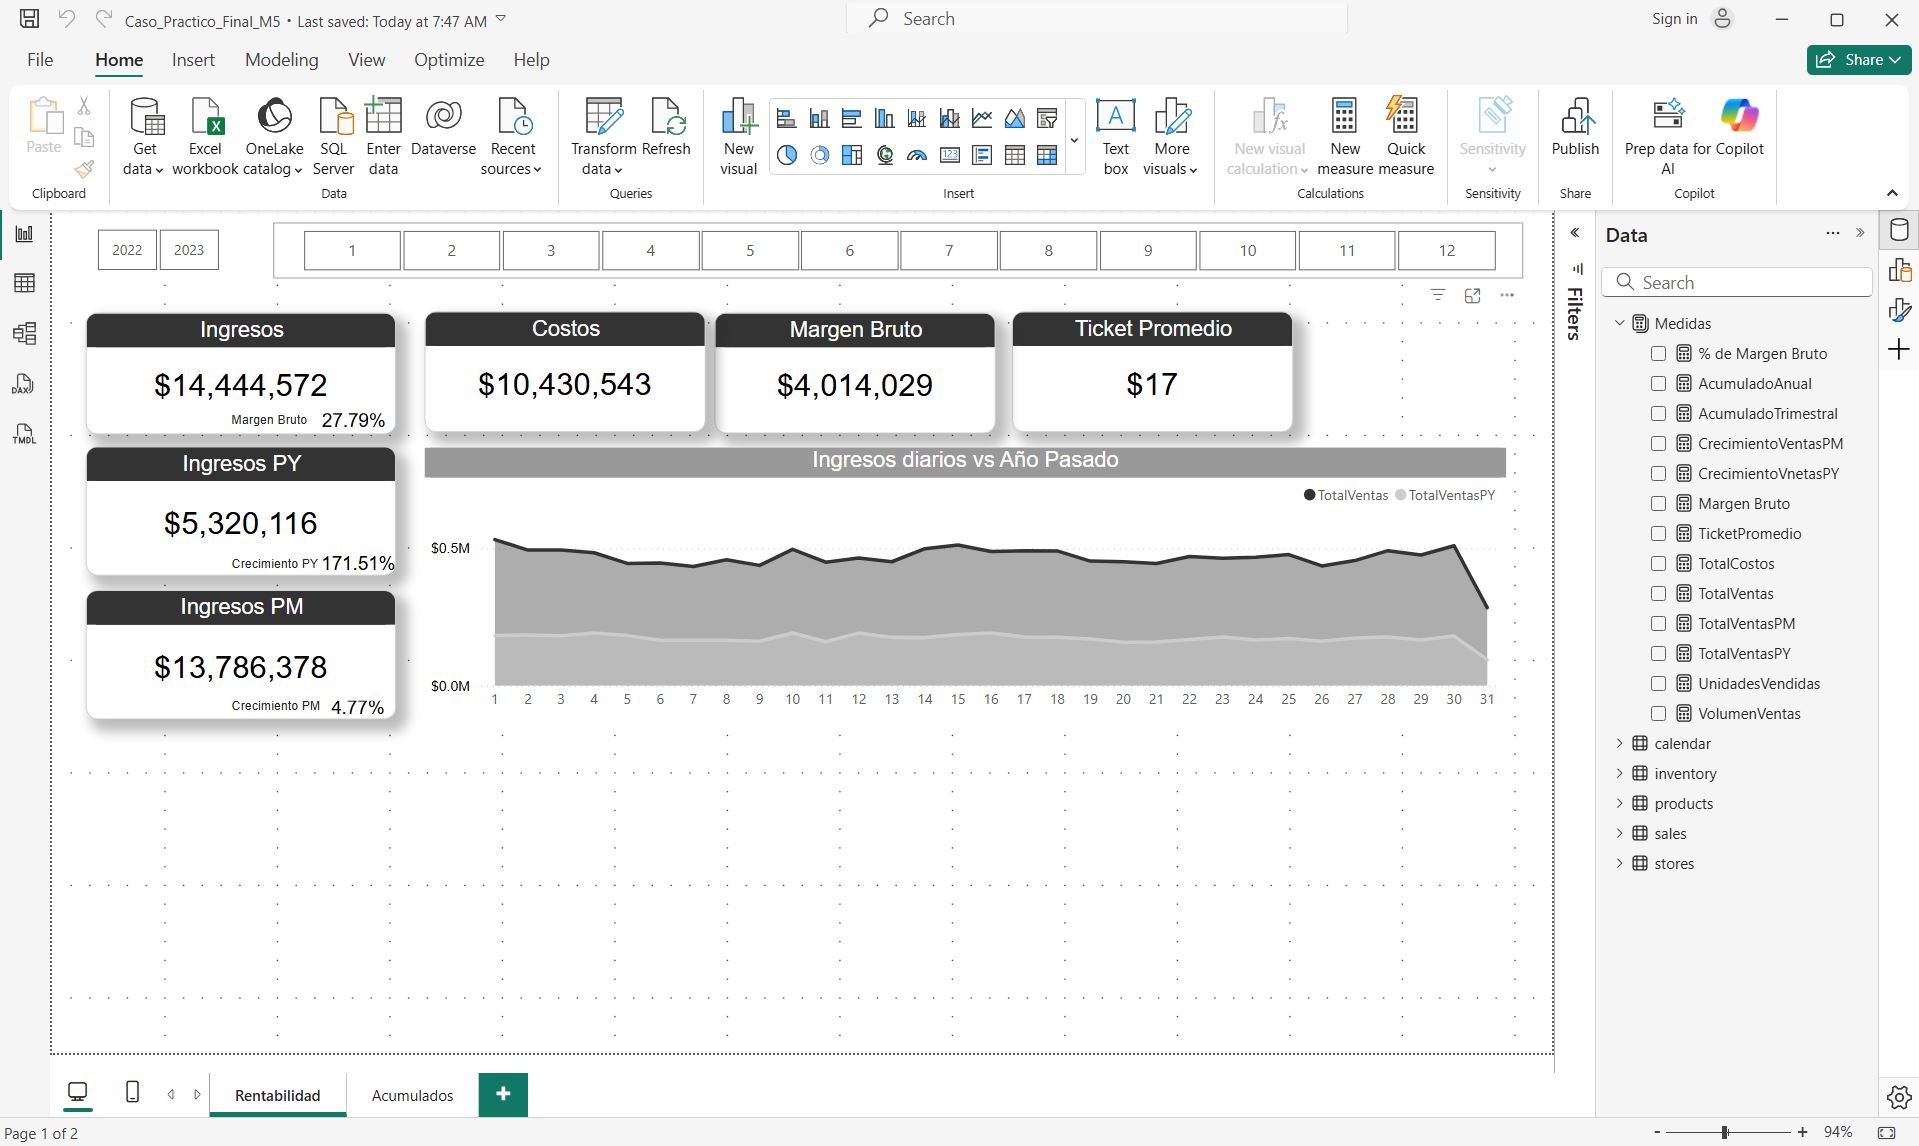 Caso_Practico_Final_M5 • Last saved: Today at 7:47 AM
Search
Sign in
File
Home
Insert
Modeling
View
Optimize
Help
Share
Paste
Get data
Excel workbook
OneLake catalog
SQL Server
Enter data
Dataverse
Recent sources
Transform data
Refresh
New visual
Text box
More visuals
New visual calculation
New measure
Quick measure
Sensitivity
Publish
Prep data for AI
Copilot
Clipboard
Data
Queries
Insert
Calculations
Sensitivity
Share
Copilot
DAX
TMDL
2022
2023
1 2 3 4 5 6 7 8 9 10 11 12
Ingresos
$14,444,572
Margen Bruto 27.79%
Costos
$10,430,543
Margen Bruto
$4,014,029
Ticket Promedio
$17
Ingresos PY
$5,320,116
Crecimiento PY 171.51%
Ingresos PM
$13,786,378
Crecimiento PM 4.77%
Ingresos diarios vs Año Pasado
TotalVentas TotalVentasPY
$0.5M
$0.0M
1 2 3 4 5 6 7 8 9 10 11 12 13 14 15 16 17 18 19 20 21 22 23 24 25 26 27 28 29 30 31
Filters
Data
Search
Medidas
% de Margen Bruto
AcumuladoAnual
AcumuladoTrimestral
CrecimientoVentasPM
CrecimientoVnetasPY
Margen Bruto
TicketPromedio
TotalCostos
TotalVentas
TotalVentasPM
TotalVentasPY
UnidadesVendidas
VolumenVentas
calendar
inventory
products
sales
stores
Rentabilidad
Acumulados
Page 1 of 2
94%